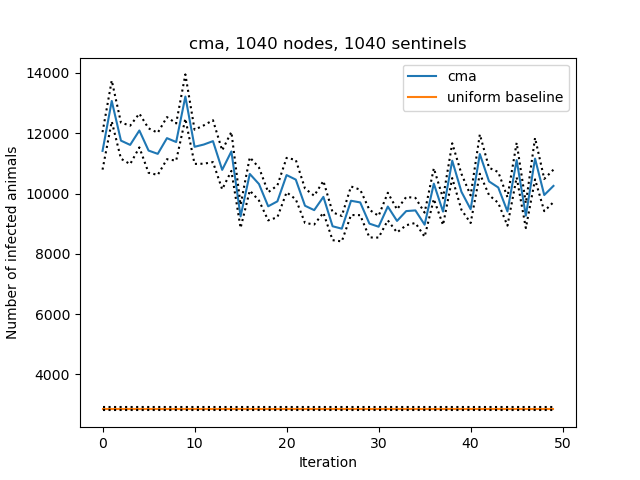 cma, 1040 nodes, 1040 sentinels
14000
12000
10000
8000
6000
4000
Number of infected animals
cma
uniform baseline
0 10 20 30 40 50
Iteration